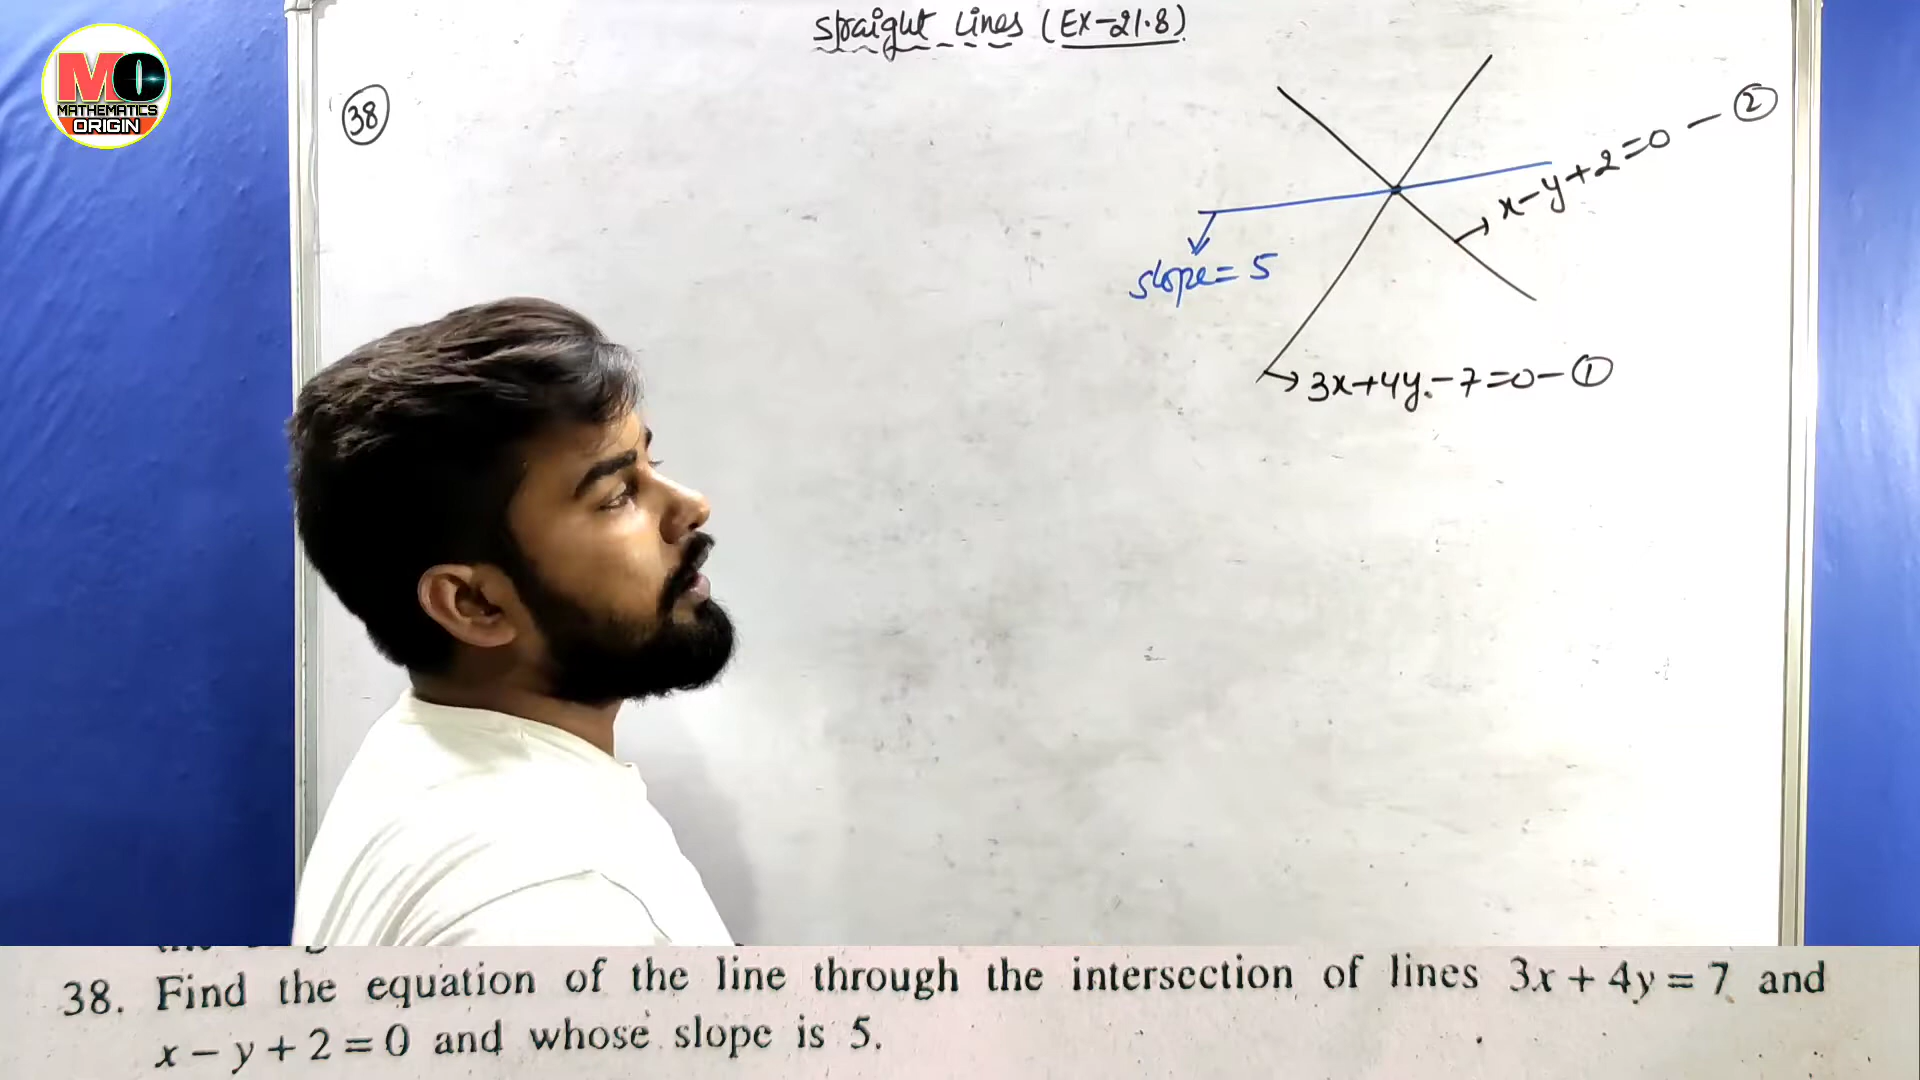 Straight Lines (EX-21.8)
MO
MATHEMATICS
ORIGIN
38
x-y+2=0 - 2
slope = 5
3x+4y-7=0 - 1
38. Find the equation of the line through the intersection of lines 3x + 4y = 7 and
x - y + 2 = 0 and whose slope is 5.